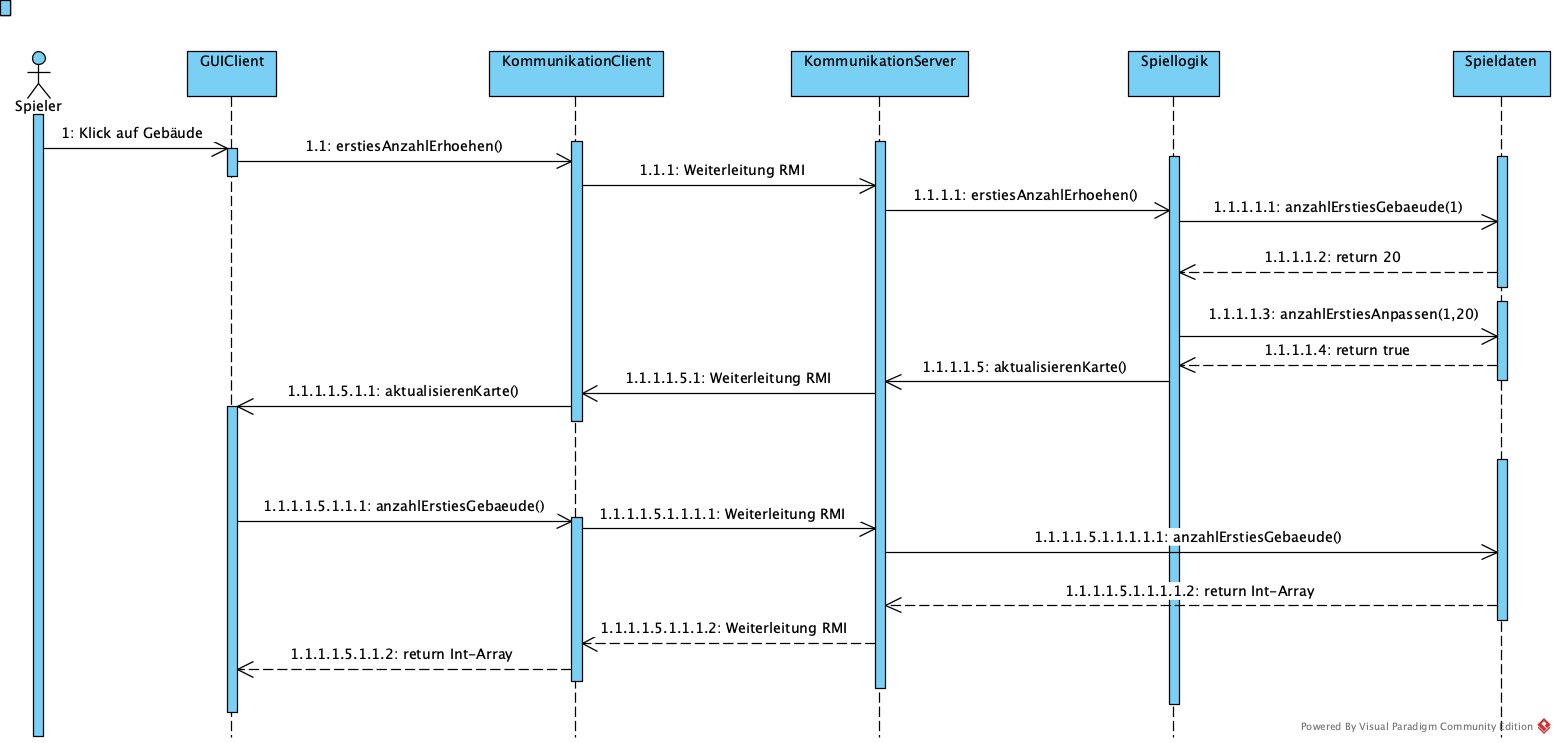 GUIClient
KommunikationClient
KommunikationServer
Spiellogik
Spieldaten
Spieler
1: Klick auf Gebäude
1.1: erstiesAnzahlErhoehen()
1.1.1: Weiterleitung RMI
1.1.1.1: erstiesAnzahlErhoehen()
1.1.1.1.1: anzahlErstiesGebaeude(1)
1.1.1.1.2: return 20
1.1.1.1.3: anzahlErstiesAnpassen(1,20)
1.1.1.1.4: return true
1.1.1.1.5: aktualisierenKarte()
1.1.1.1.5.1: Weiterleitung RMI
1.1.1.1.5.1.1: aktualisierenKarte()
1.1.1.1.5.1.1.1: anzahlErstiesGebaeude()
1.1.1.1.5.1.1.1.1: Weiterleitung RMI
1.1.1.1.5.1.1.1.1.1: anzahlErstiesGebaeude()
1.1.1.1.5.1.1.1.1.2: return Int-Array
1.1.1.1.5.1.1.1.2: Weiterleitung RMI
1.1.1.1.5.1.1.2: return Int-Array
Powered By Visual Paradigm Community Edition